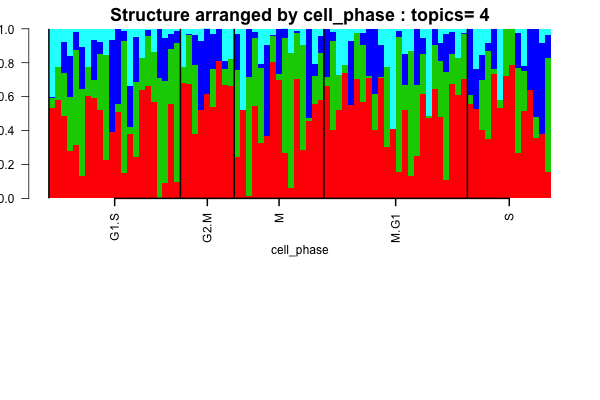 Structure arranged by cell_phase : topics= 4
1.0
0.8
0.6
0.4
0.2
0.0
G1.S
G2.M
M
M.G1
S
cell_phase